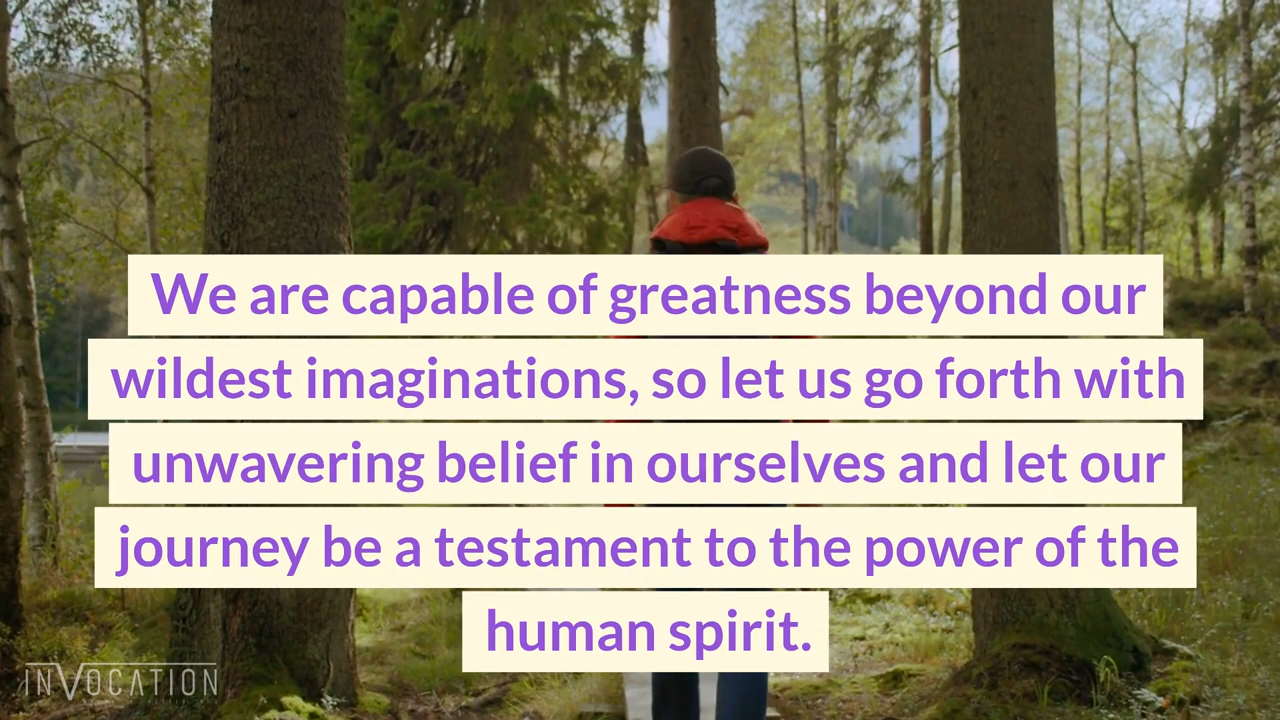 We are capable of greatness beyond our
wildest imaginations, so let us go forth with
unwavering belief in ourselves and let our
journey be a testament to the power of the
human spirit.
INVOCATION